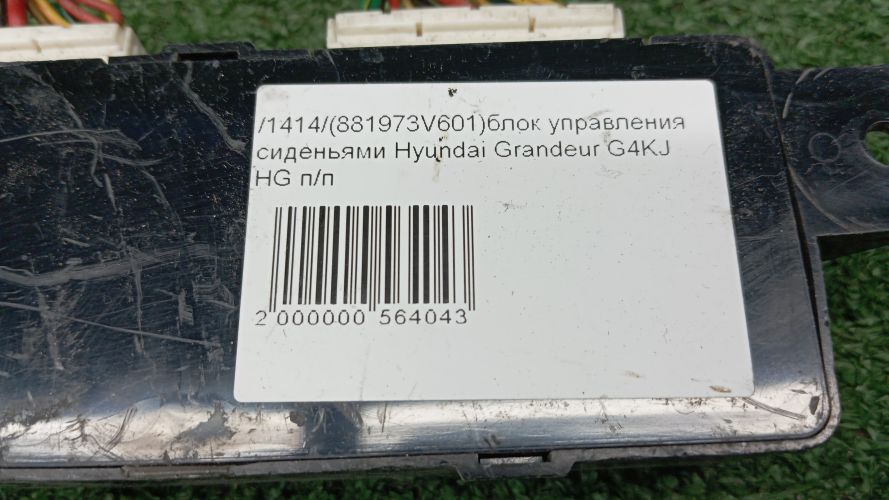 /1414/(881973V601)блок управления
сиденьями Hyundai Grandeur G4KJ
HG п/п
2 000000 564043